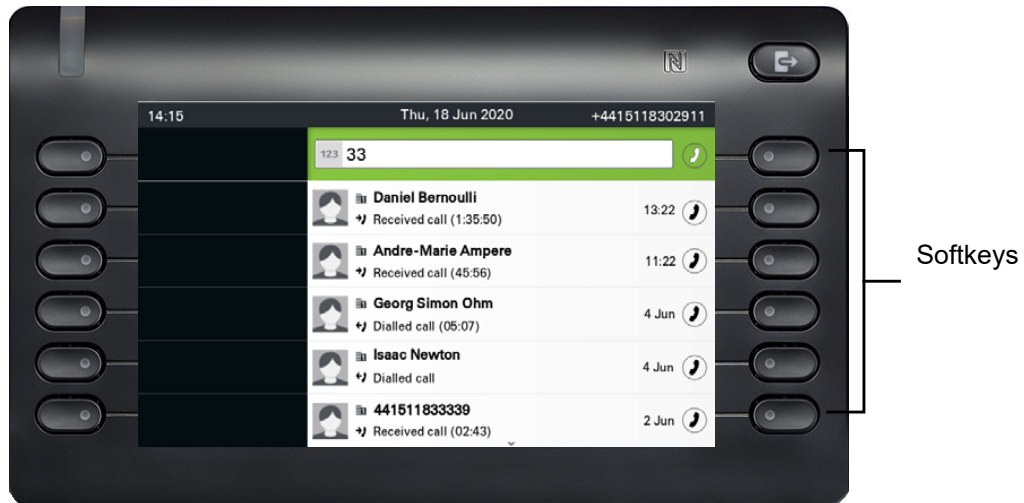 14:15 Thu, 18 Jun 2020 +4415118302911
123 33
Daniel Bernoulli
Received call (1:35:50) 13:22
Andre-Marie Ampere
Received call (45:56) 11:22
Georg Simon Ohm
Dialled call (05:07) 4 Jun
Isaac Newton
Dialled call 4 Jun
441511833339
Received call (02:43) 2 Jun
Softkeys